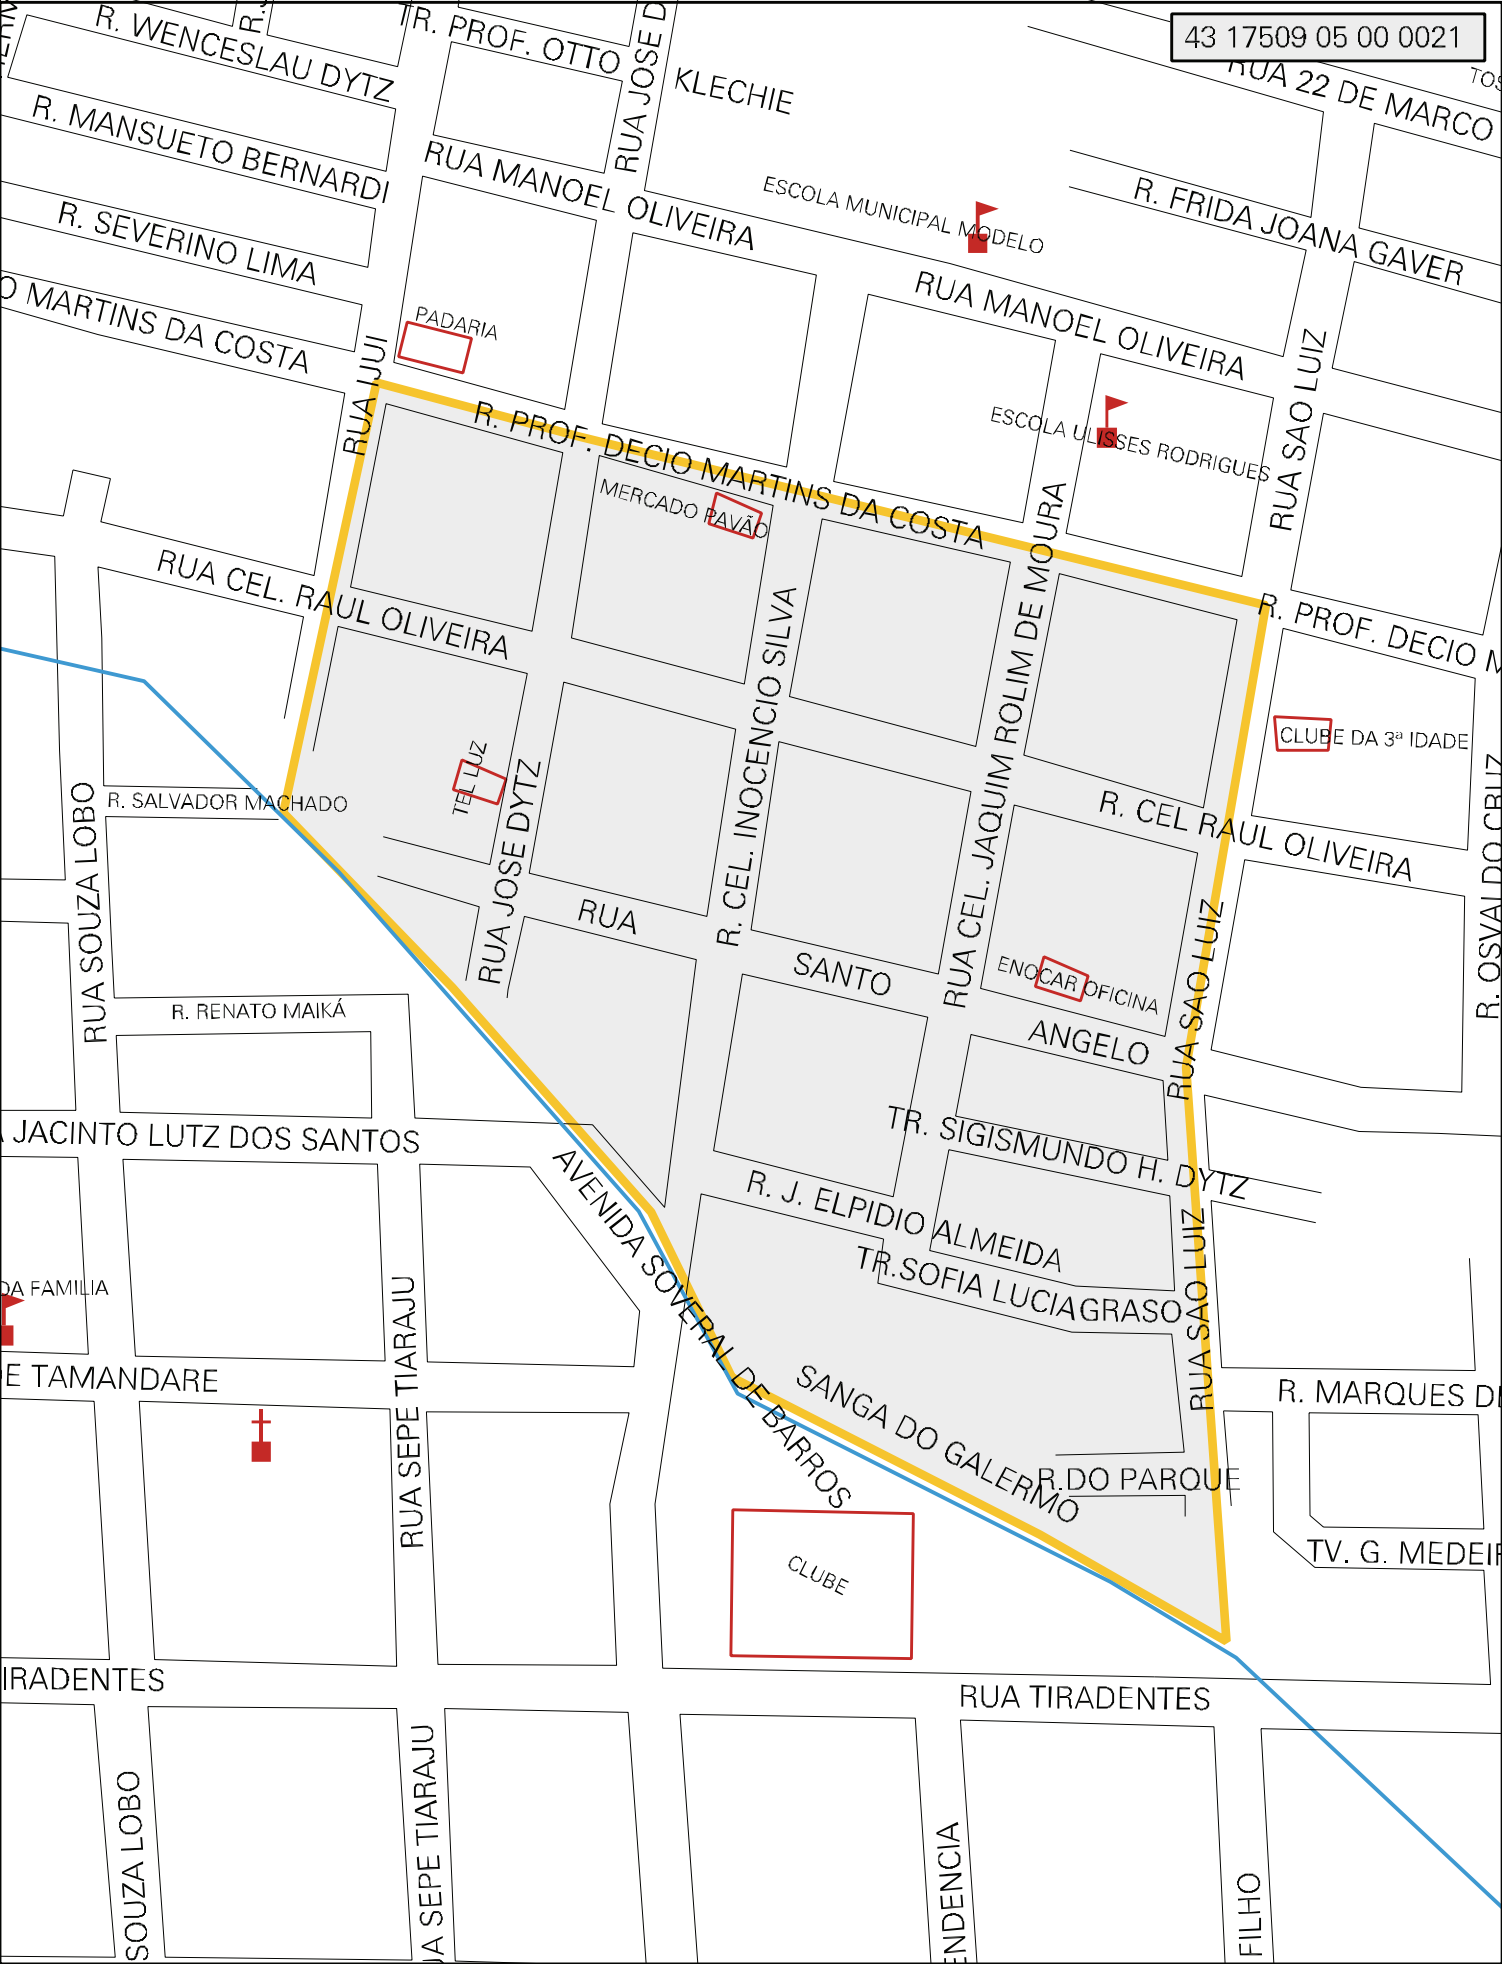 43 17509 05 00 0021
R. WENCESLAU DYTZ
TR. PROF. OTTO
KLECHIE
RUA JOSE D
RUA 22 DE MARCO
R. MANSUETO BERNARDI
RUA MANOEL OLIVEIRA
ESCOLA MUNICIPAL MODELO
R. FRIDA JOANA GAVER
R. SEVERINO LIMA
O MARTINS DA COSTA
PADARIA
RUA MANOEL OLIVEIRA
RUA IJUI
RUA SAO LUIZ
R. PROF. DECIO MARTINS DA COSTA
ESCOLA ULISSES RODRIGUES
MERCADO PAVÃO
RUA CEL. RAUL OLIVEIRA
R. PROF. DECIO M
R. CEL. INOCENCIO SILVA
RUA CEL. JAQUIM ROLIM DE MOURA
CLUBE DA 3ª IDADE
TEL LUZ
RUA JOSE DYTZ
R. SALVADOR MACHADO
R. CEL RAUL OLIVEIRA
R. OSVALDO CRUZ
RUA SOUZA LOBO
RUA
SANTO
ANGELO
ENOCAR OFICINA
RUA SAO LUIZ
R. RENATO MAIKÁ
JACINTO LUTZ DOS SANTOS
TR. SIGISMUNDO H. DYTZ
AVENIDA SOVERAL DE BARROS
R. J. ELPIDIO ALMEIDA
TR.SOFIA LUCIAGRASO
RUA SAO LUIZ
DA FAMILIA
E TAMANDARE
RUA SEPE TIARAJU
SANGA DO GALERMO
R. MARQUES DE
R.DO PARQUE
TV. G. MEDEIR
CLUBE
IRADENTES
RUA TIRADENTES
SOUZA LOBO
UA SEPE TIARAJU
ENDENCIA
FILHO